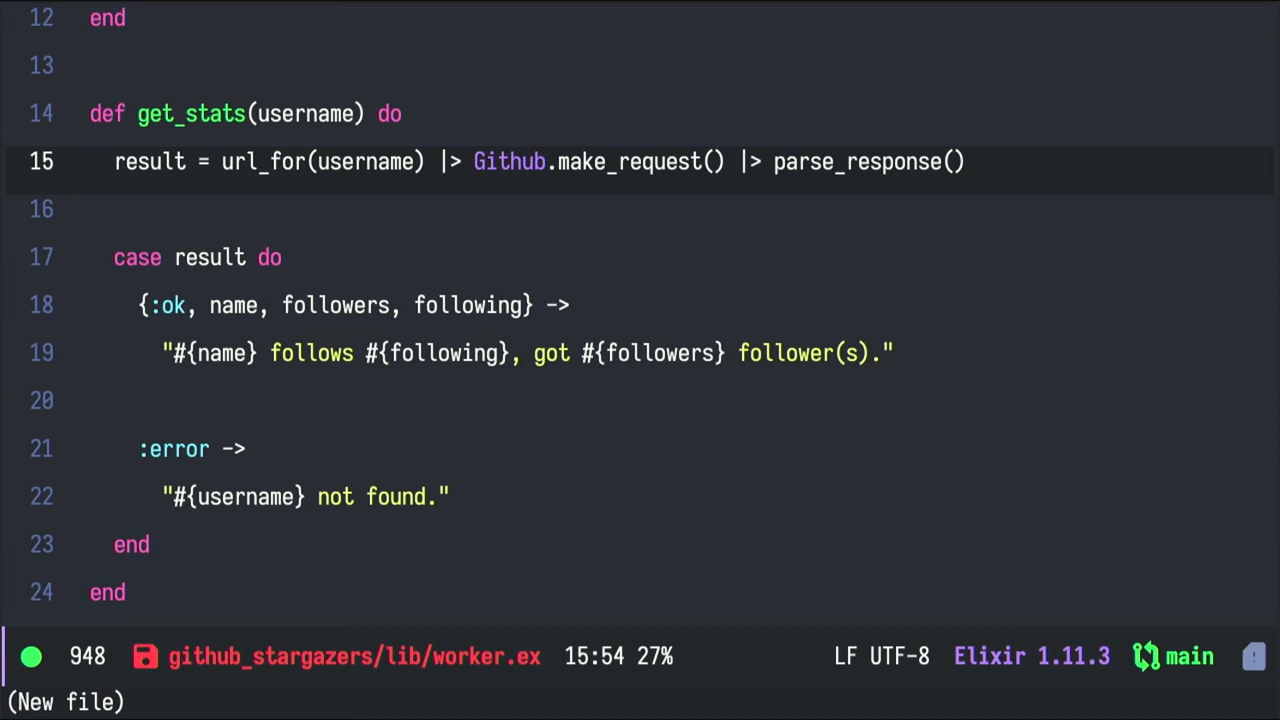 12 end
13
14 def get_stats(username) do
15 result = url_for(username) |> Github.make_request() |> parse_response()
16
17 case result do
18 {:ok, name, followers, following} ->
19 "#{name} follows #{following}, got #{followers} follower(s)."
20
21 :error ->
22 "#{username} not found."
23 end
24 end
948 github_stargazers/lib/worker.ex 15:54 27% LF UTF-8 Elixir 1.11.3 main
(New file)